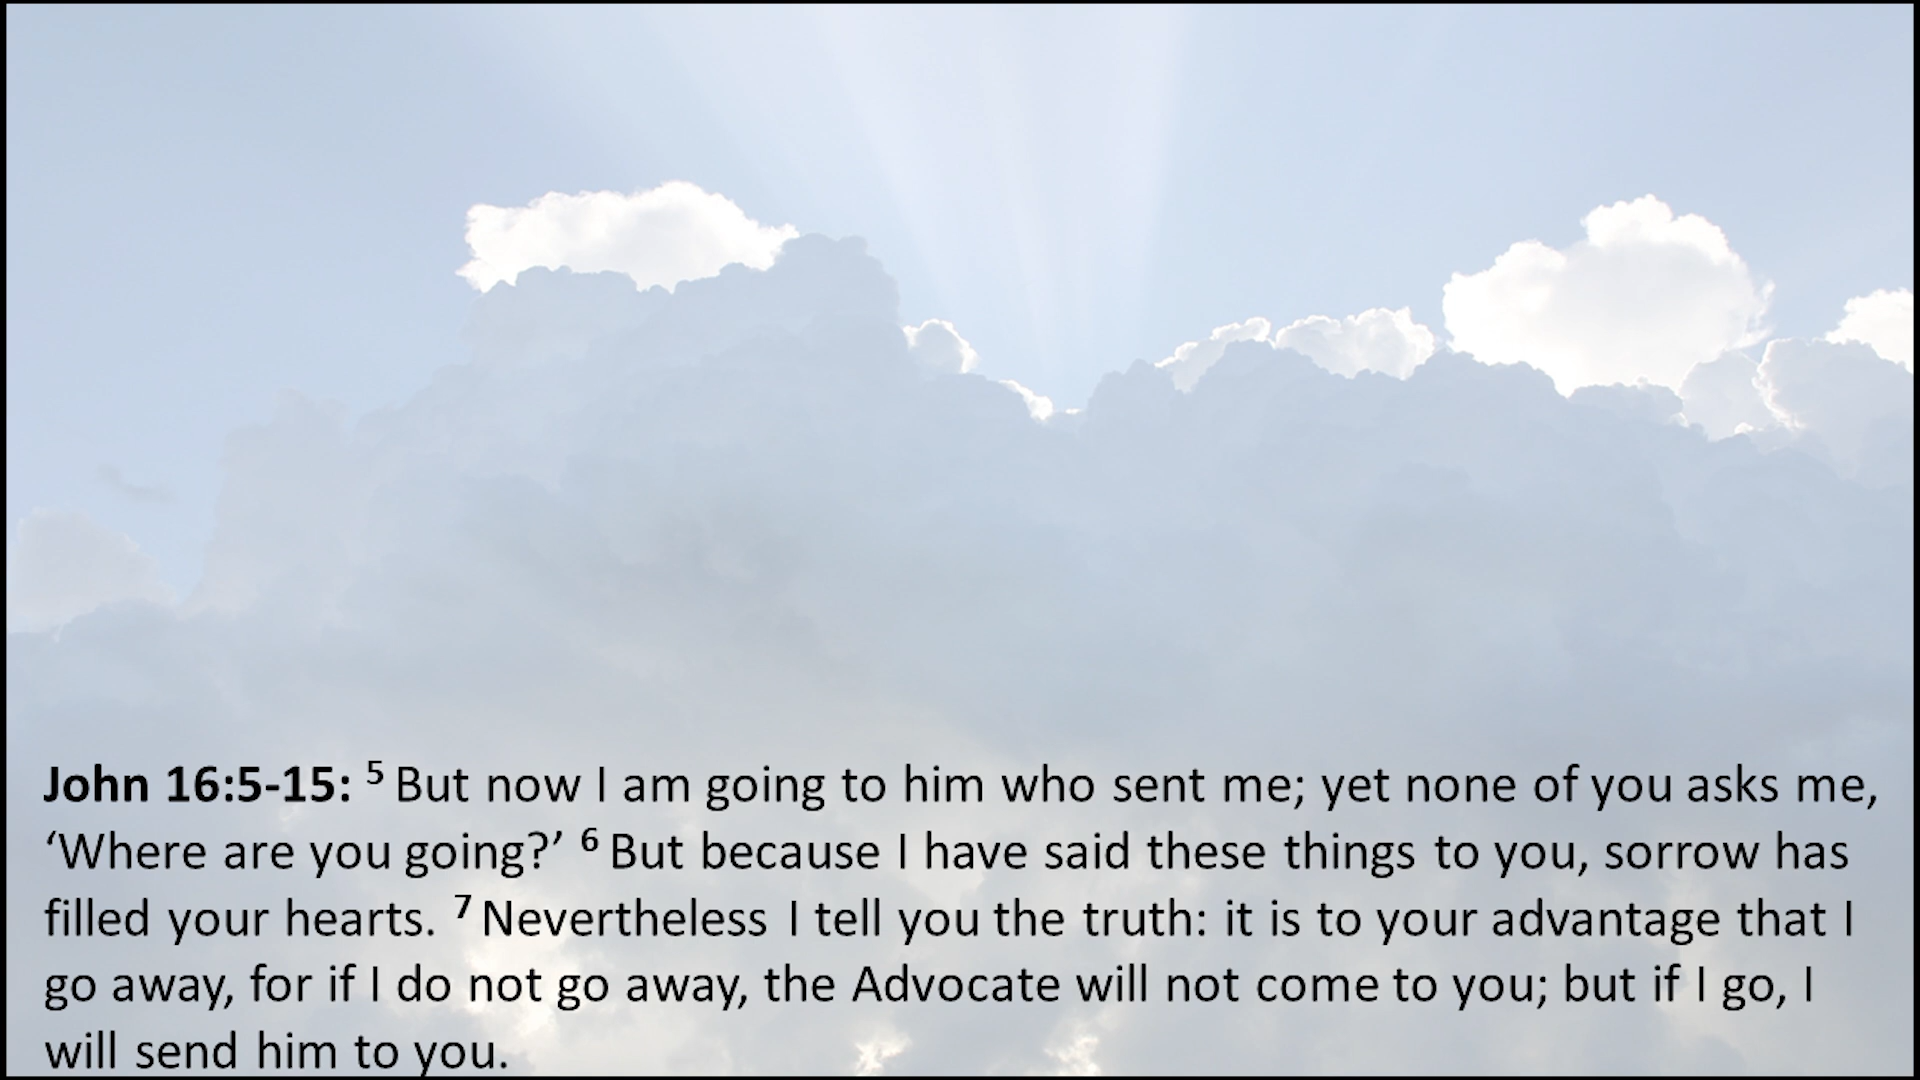 John 16:5-15: ⁵ But now I am going to him who sent me; yet none of you asks me,
‘Where are you going?’ ⁶ But because I have said these things to you, sorrow has
filled your hearts. ⁷ Nevertheless I tell you the truth: it is to your advantage that I
go away, for if I do not go away, the Advocate will not come to you; but if I go, I
will send him to you.